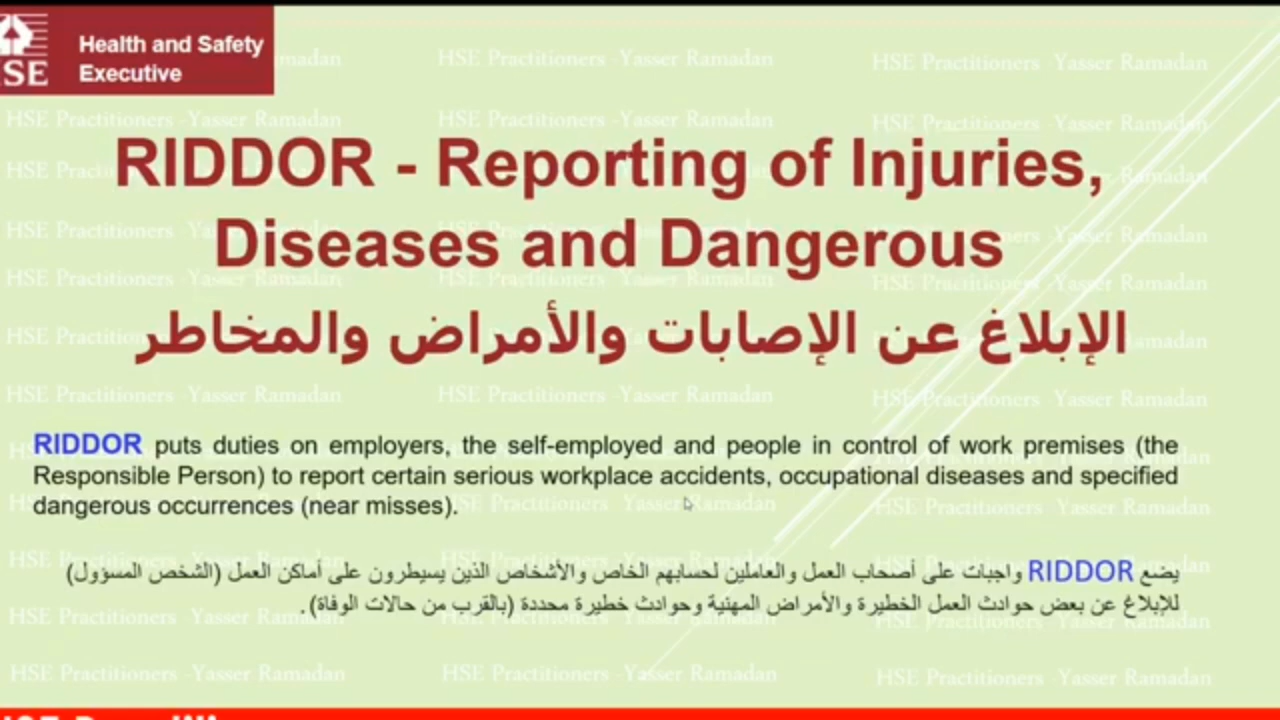 Health and Safety
Executive
HSE Practitioners -Yasser Ramadan
RIDDOR - Reporting of Injuries,
Diseases and Dangerous
الإبلاغ عن الإصابات والأمراض والمخاطر
RIDDOR puts duties on employers, the self-employed and people in control of work premises (the
Responsible Person) to report certain serious workplace accidents, occupational diseases and specified
dangerous occurrences (near misses).
يضع RIDDOR واجبات على أصحاب العمل والعاملين لحسابهم الخاص والأشخاص الذين يسيطرون على أماكن العمل (الشخص المسؤول)
للإبلاغ عن بعض حوادث العمل الخطيرة والأمراض المهنية وحوادث خطيرة محددة (بالقرب من حالات الوفاة).